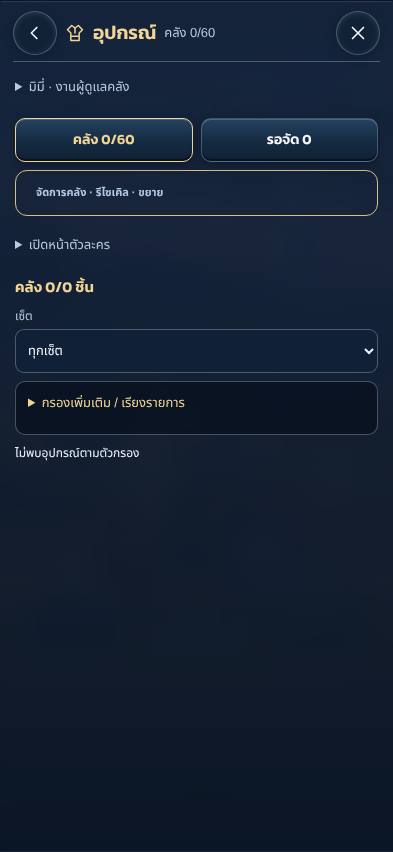 อุปกรณ์ คลัง 0/60
มิมี่ · งานผู้ดูแลคลัง
คลัง 0/60
รอจัด 0
จัดการคลัง · รีไซเคิล · ขยาย
เปิดหน้าตัวละคร
คลัง 0/0 ชิ้น
เซ็ต
ทุกเซ็ต
กรองเพิ่มเติม / เรียงรายการ
ไม่พบอุปกรณ์ตามตัวกรอง